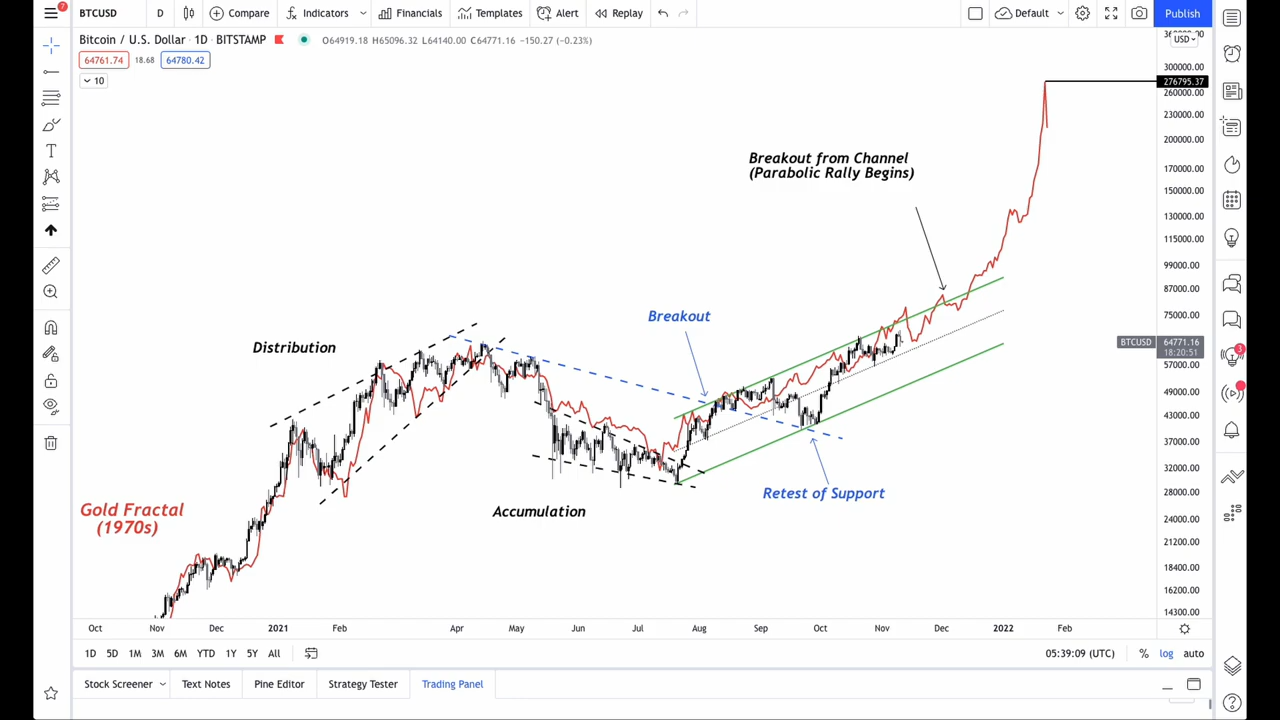 7
BTCUSD
D
Compare
Indicators
Financials
Templates
Alert
Replay
Default
Publish
Bitcoin / U.S. Dollar · 1D · BITSTAMP
O64919.18 H65096.32 L64140.00 C64771.16 −150.27 (−0.23%)
64761.74
18.68
64780.42
10
USD
300000.00
276795.37
260000.00
230000.00
200000.00
170000.00
150000.00
130000.00
115000.00
99000.00
87000.00
75000.00
BTCUSD
64771.16
18:20:51
57000.00
49000.00
43000.00
37000.00
32000.00
28000.00
24000.00
21200.00
18400.00
16200.00
14300.00
Breakout from Channel
(Parabolic Rally Begins)
Breakout
Distribution
Retest of Support
Accumulation
Gold Fractal
(1970s)
3
Oct
Nov
Dec
2021
Feb
Apr
May
Jun
Jul
Aug
Sep
Oct
Nov
Dec
2022
Feb
1D
5D
1M
3M
6M
YTD
1Y
5Y
All
05:39:09 (UTC)
%
log
auto
Stock Screener
Text Notes
Pine Editor
Strategy Tester
Trading Panel